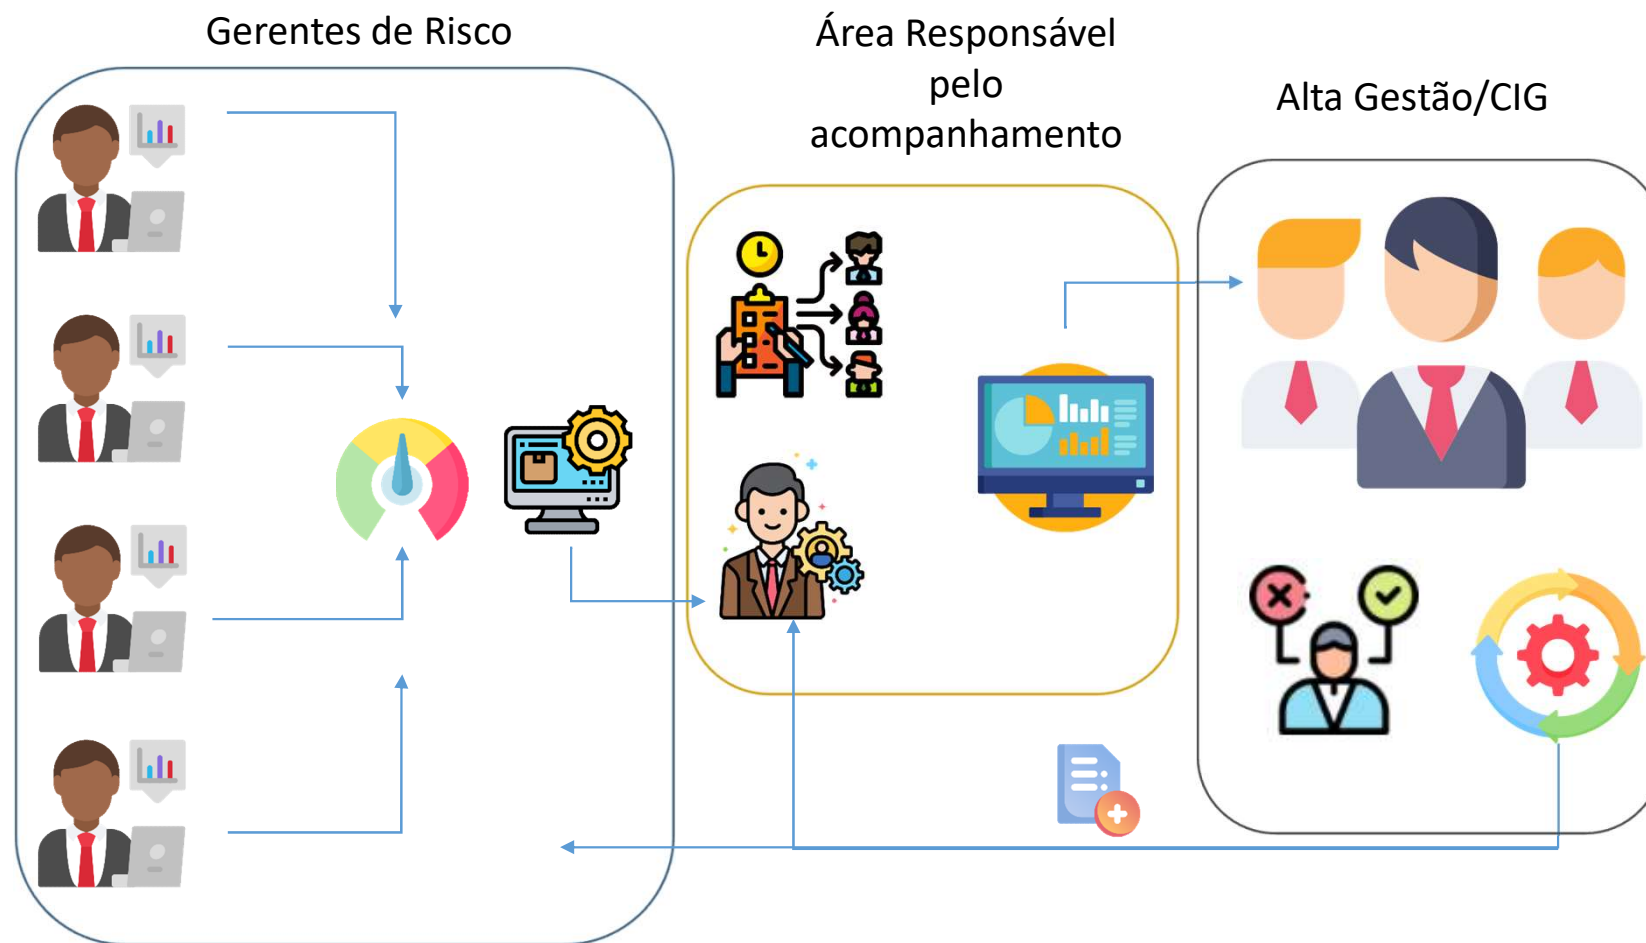 Gerentes de Risco
Área Responsável
pelo
acompanhamento
Alta Gestão/CIG